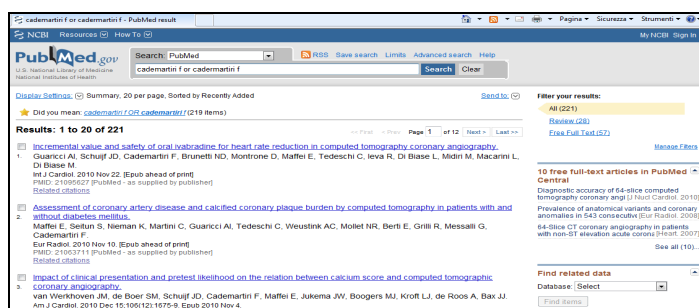 cademartiri f or cadermartiri f - PubMed result
Pagina Sicurezza Strumenti
NCBI Resources How To My NCBI Sign In
PubMed.gov
U.S. National Library of Medicine
National Institutes of Health
Search: PubMed
RSS Save search Limits Advanced search Help
cademartiri f or cadermartiri f
Search Clear
Display Settings: Summary, 20 per page, Sorted by Recently Added Send to:
Did you mean: cademartiri f OR cademartiri f (219 items)
Results: 1 to 20 of 221
<< First < Prev Page 1 of 12 Next > Last >>
Incremental value and safety of oral ivabradine for heart rate reduction in computed tomography coronary angiography.
1. Guaricci AI, Schuijf JD, Cademartiri F, Brunetti ND, Montrone D, Maffei E, Tedeschi C, Ieva R, Di Biase L, Midiri M, Macarini L,
Di Biase M.
Int J Cardiol. 2010 Nov 22. [Epub ahead of print]
PMID: 21095627 [PubMed - as supplied by publisher]
Related citations
Assessment of coronary artery disease and calcified coronary plaque burden by computed tomography in patients with and
2. without diabetes mellitus.
Maffei E, Seitun S, Nieman K, Martini C, Guaricci AI, Tedeschi C, Weustink AC, Mollet NR, Berti E, Grilli R, Messalli G,
Cademartiri F.
Eur Radiol. 2010 Nov 10. [Epub ahead of print]
PMID: 21063711 [PubMed - as supplied by publisher]
Related citations
Impact of clinical presentation and pretest likelihood on the relation between calcium score and computed tomographic
3. coronary angiography.
van Werkhoven JM, de Boer SM, Schuijf JD, Cademartiri F, Maffei E, Jukema JW, Boogers MJ, Kroft LJ, de Roos A, Bax JJ.
Am J Cardiol. 2010 Dec 15;106(12):1675-9. Epub 2010 Nov 4.
Filter your results:
All (221)
Review (28)
Free Full Text (57)
Manage Filters
10 free full-text articles in PubMed
Central
Diagnostic accuracy of 64-slice computed
tomography coronary angi [J Nucl Cardiol. 2010]
Prevalence of anatomical variants and coronary
anomalies in 543 consecutiv [Eur Radiol. 2008]
64-Slice CT coronary angiography in patients
with non-ST elevation acute corona [Heart. 2007]
See all (10)...
Find related data
Database: Select
Find items